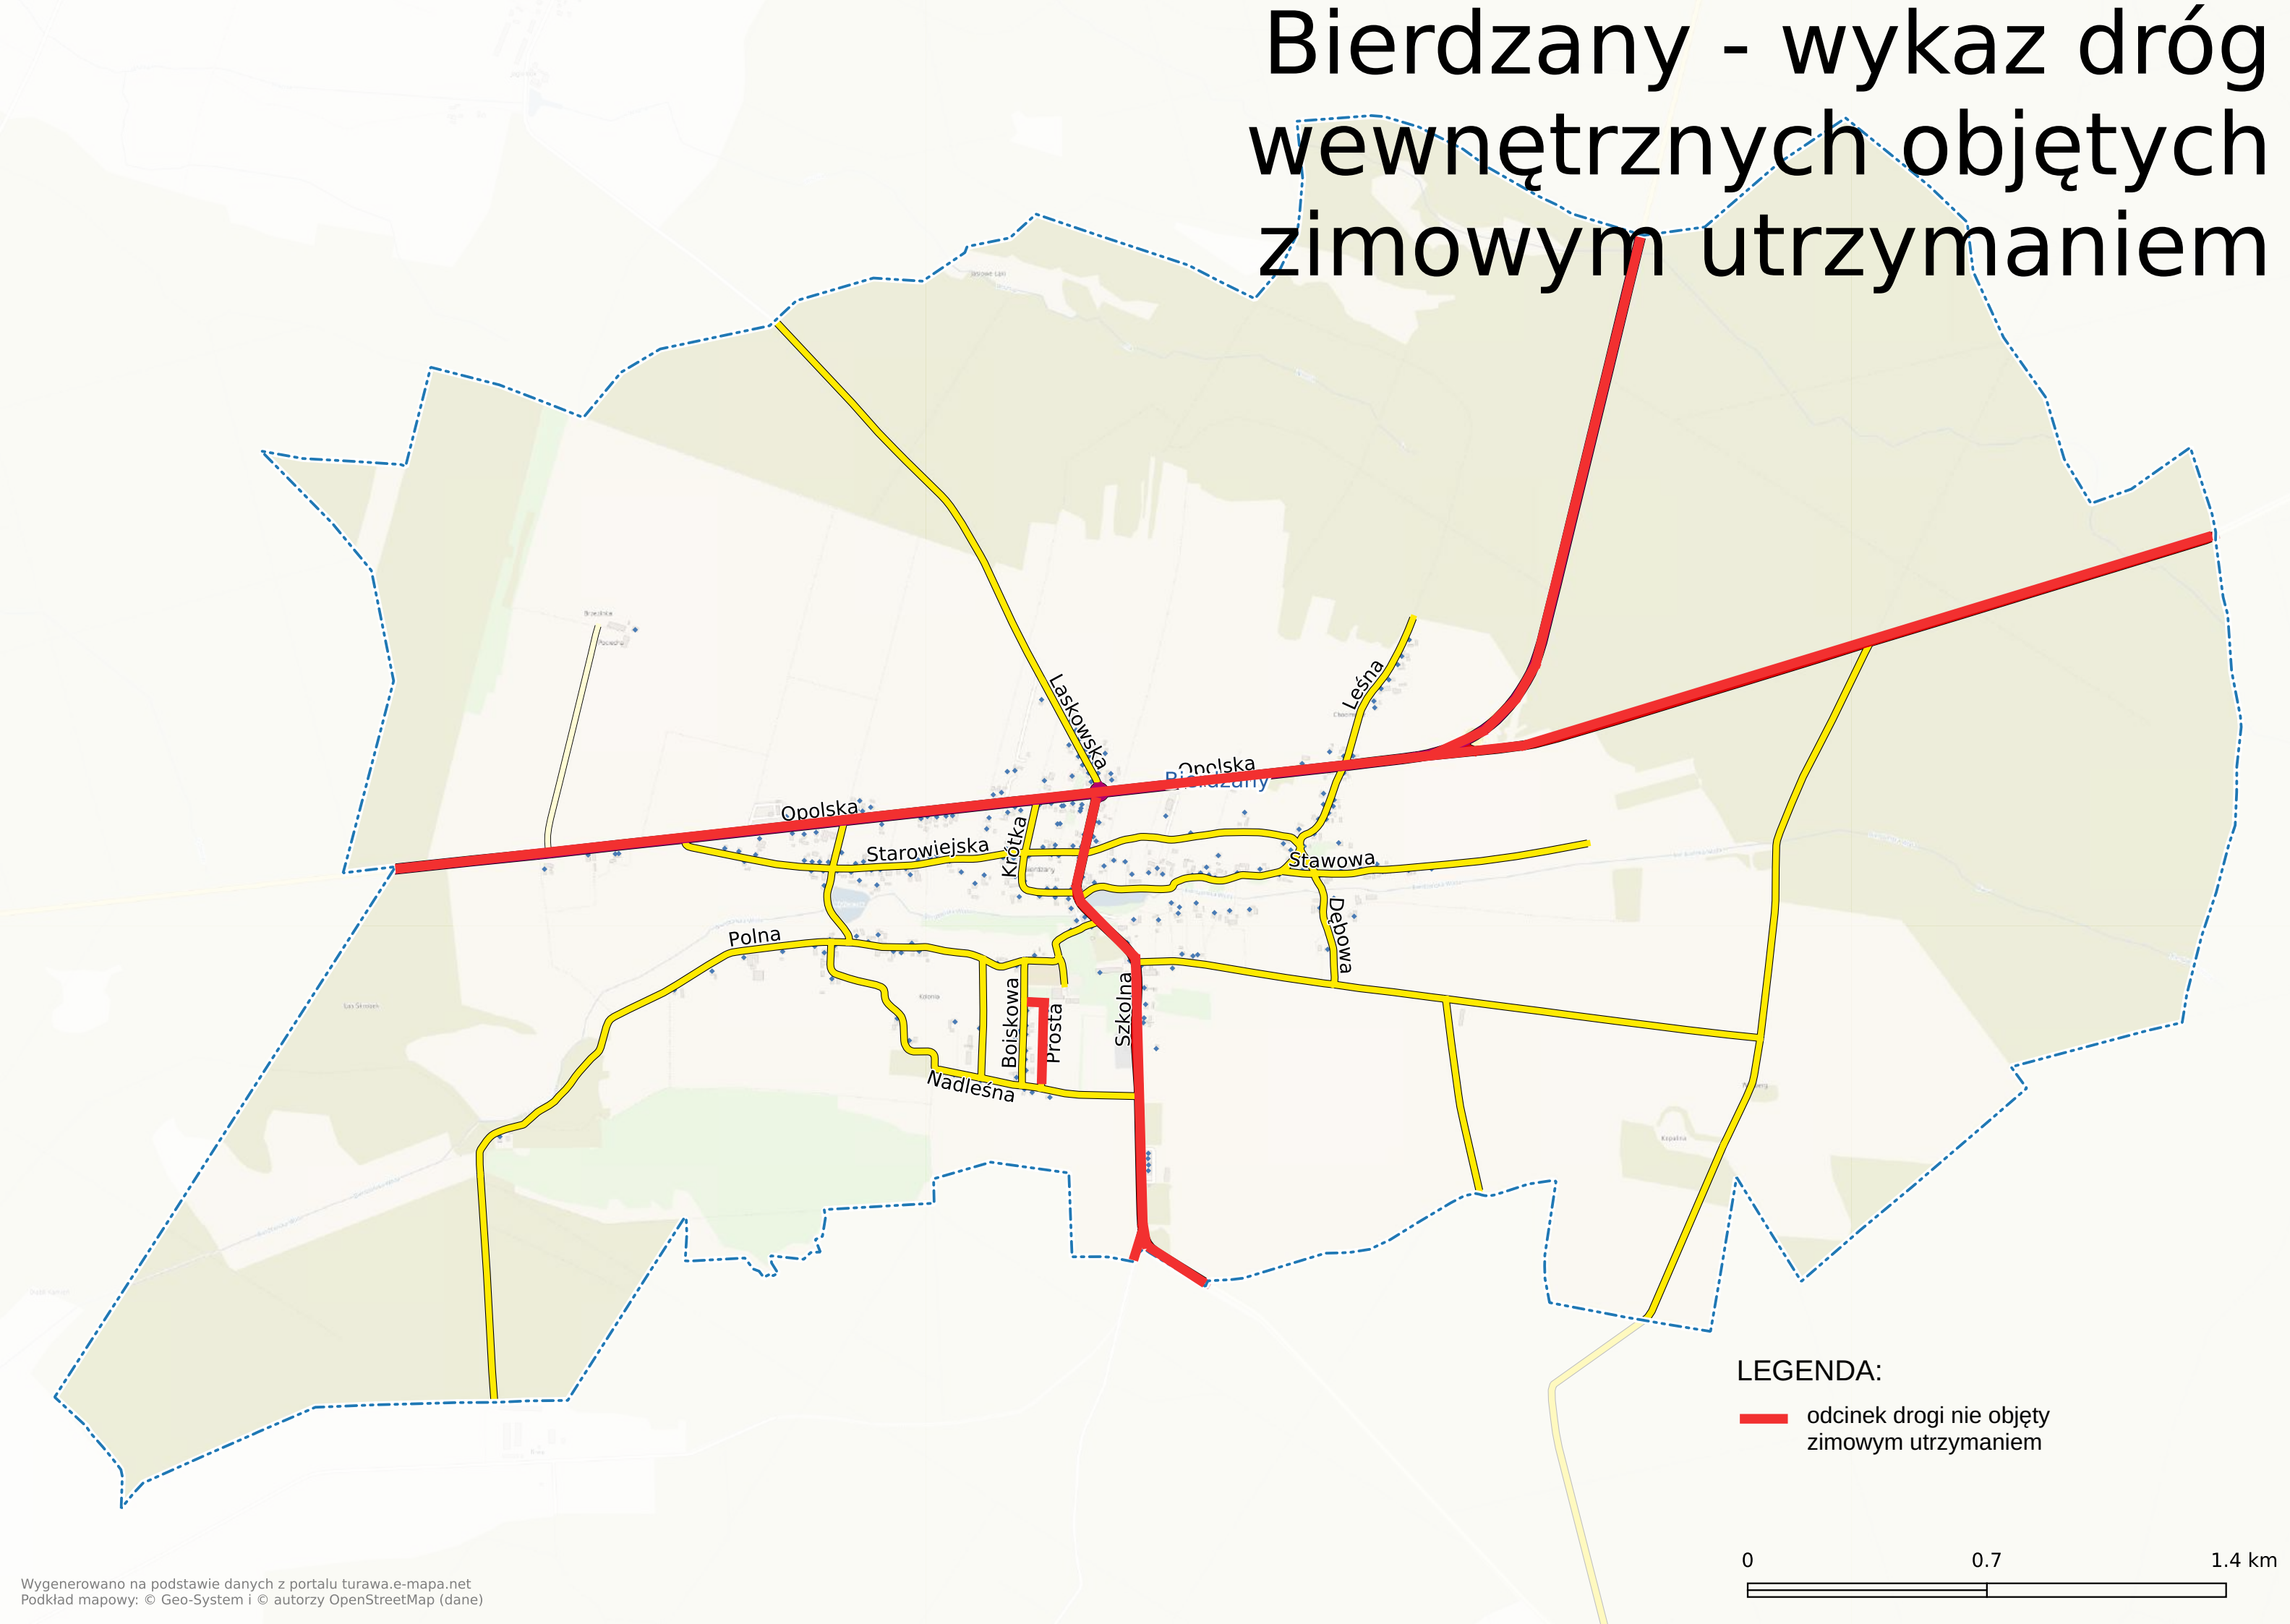 Bierdzany - wykaz dróg
wewnętrznych objętych
zimowym utrzymaniem
Laskowska
Leśna
Opolska
Bierdzany
Opolska
Starowiejska
Krótka
Stawowa
Dębowa
Polna
Boiskowa
Prosta
Szkolna
Nadleśna
LEGENDA:
odcinek drogi nie objęty
zimowym utrzymaniem
0 0.7 1.4 km
Wygenerowano na podstawie danych z portalu turawa.e-mapa.net
Podkład mapowy: © Geo-System i © autorzy OpenStreetMap (dane)